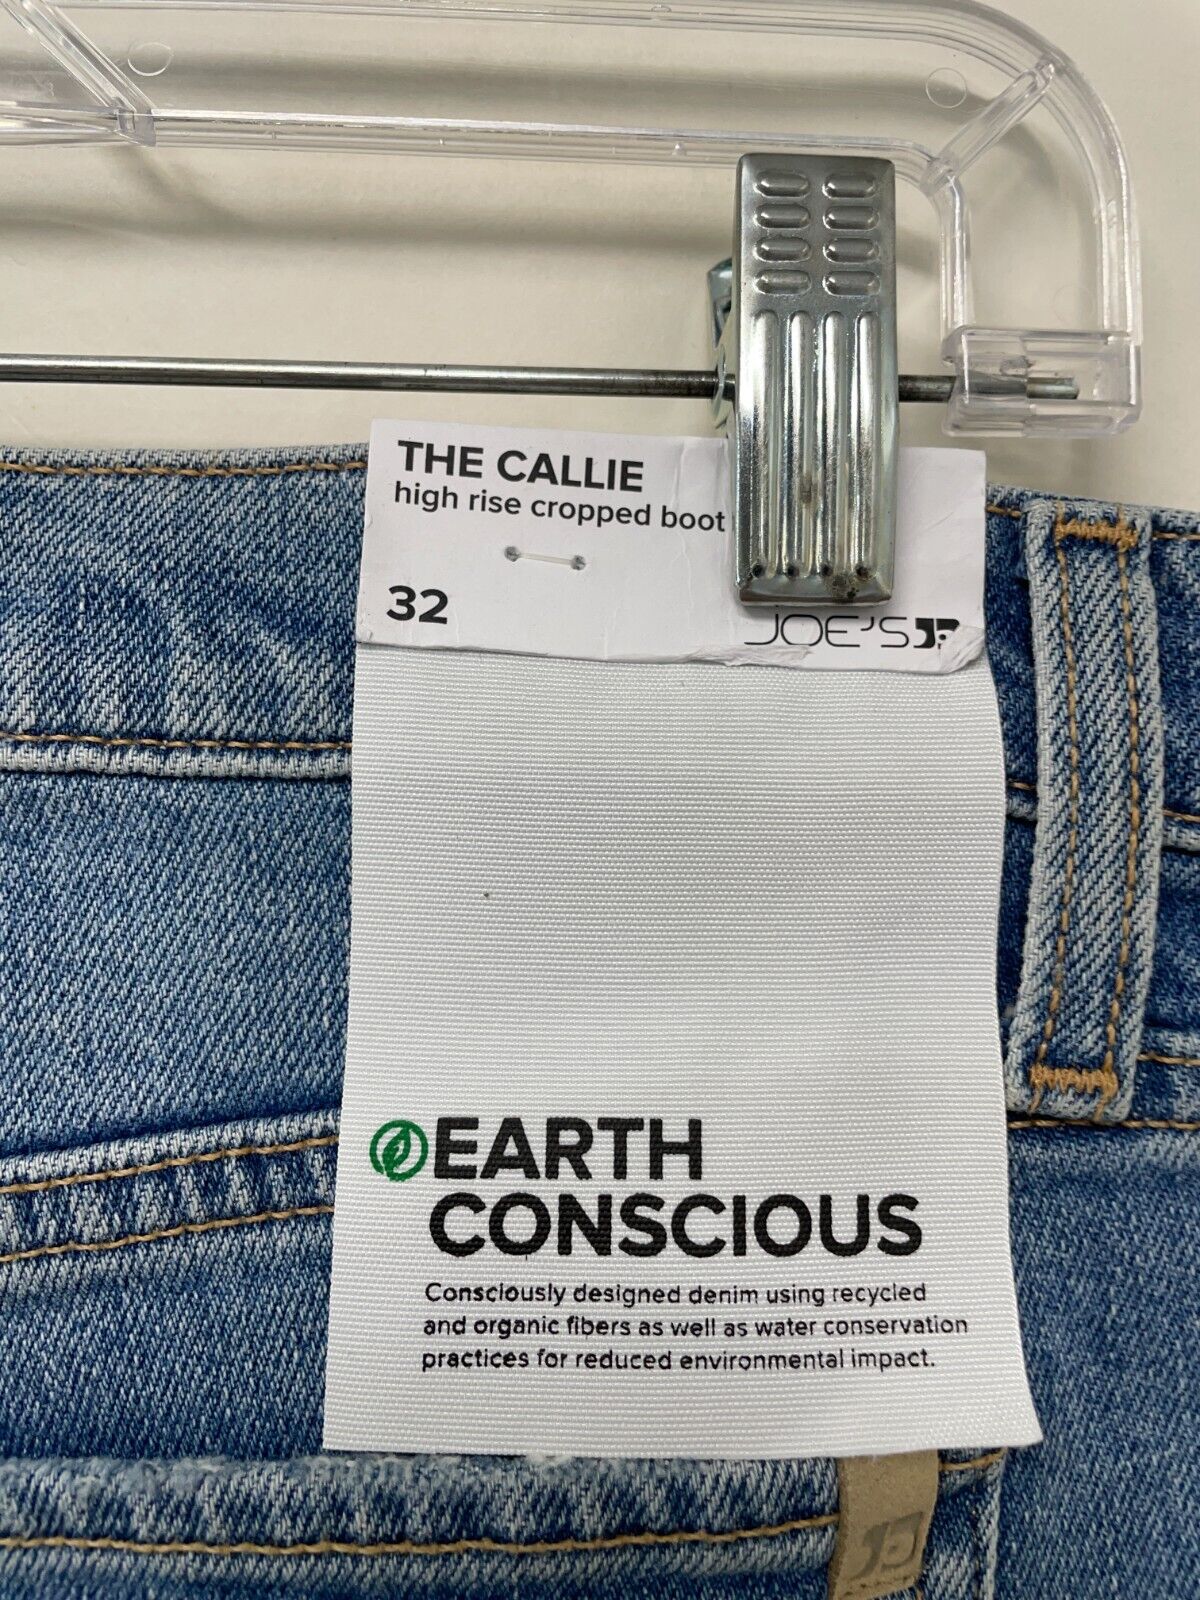 THE CALLIE
high rise cropped boot
32
JOE'S
EARTH
CONSCIOUS
Consciously designed denim using recycled
and organic fibers as well as water conservation
practices for reduced environmental impact.